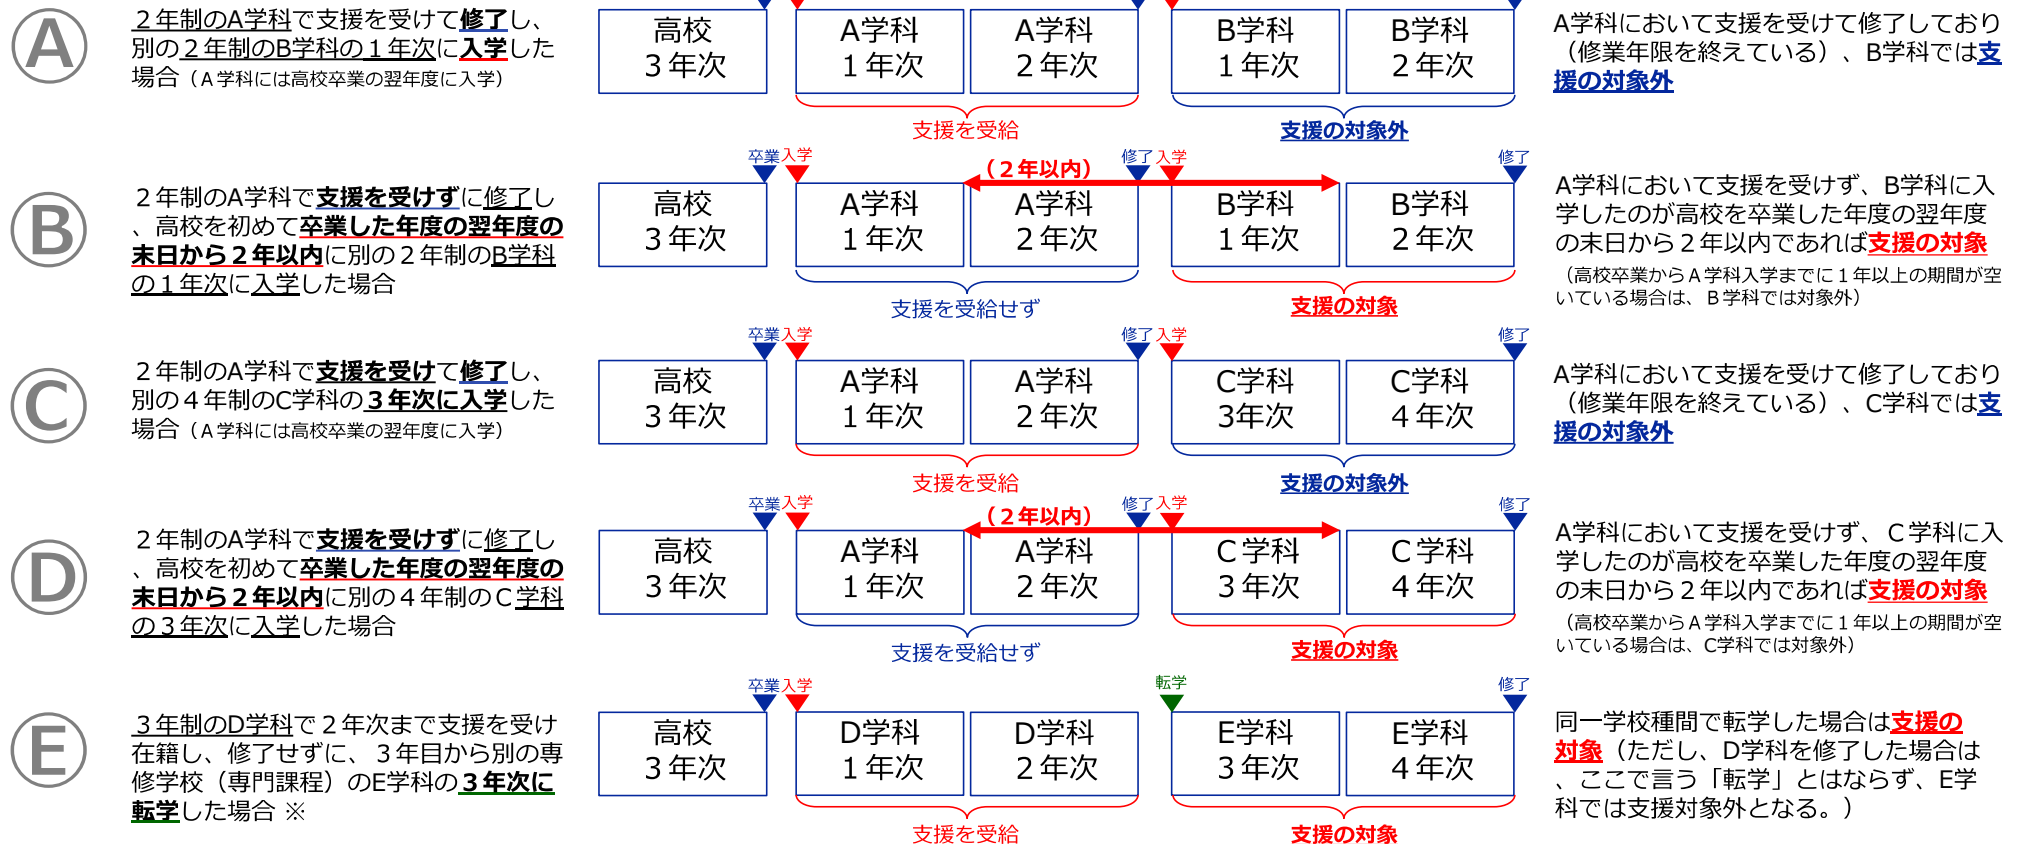 A
２年制のA学科で支援を受けて修了し、
別の２年制のB学科の１年次に入学した
場合（Ａ学科には高校卒業の翌年度に入学）
高校
３年次
A学科
１年次
A学科
２年次
B学科
１年次
B学科
２年次
支援を受給
支援の対象外
A学科において支援を受けて修了しており
（修業年限を終えている）、B学科では支
援の対象外
B
２年制のA学科で支援を受けずに修了し
、高校を初めて卒業した年度の翌年度の
末日から２年以内に別の２年制のB学科
の１年次に入学した場合
卒業 入学
（２年以内）
修了 入学
修了
高校
３年次
A学科
１年次
A学科
２年次
B学科
１年次
B学科
２年次
支援を受給せず
支援の対象
A学科において支援を受けず、B学科に入
学したのが高校を卒業した年度の翌年度
の末日から２年以内であれば支援の対象
（高校卒業からＡ学科入学までに１年以上の期間が空
いている場合は、Ｂ学科では対象外）
C
２年制のA学科で支援を受けて修了し、
別の４年制のC学科の３年次に入学した
場合（Ａ学科には高校卒業の翌年度に入学）
卒業 入学
修了 入学
修了
高校
３年次
A学科
１年次
A学科
２年次
C学科
3年次
C学科
４年次
支援を受給
支援の対象外
A学科において支援を受けて修了しており
（修業年限を終えている）、C学科では支
援の対象外
D
２年制のA学科で支援を受けずに修了し
、高校を初めて卒業した年度の翌年度の
末日から２年以内に別の４年制のＣ学科
の３年次に入学した場合
卒業 入学
（２年以内）
修了 入学
修了
高校
３年次
A学科
１年次
A学科
２年次
Ｃ学科
３年次
Ｃ学科
４年次
支援を受給せず
支援の対象
A学科において支援を受けず、Ｃ学科に入
学したのが高校を卒業した年度の翌年度
の末日から２年以内であれば支援の対象
（高校卒業からＡ学科入学までに１年以上の期間が空
いている場合は、C学科では対象外）
E
３年制のD学科で２年次まで支援を受け
在籍し、修了せずに、３年目から別の専
修学校（専門課程）のE学科の３年次に
転学した場合 ※
卒業 入学
転学
修了
高校
３年次
D学科
１年次
D学科
２年次
E学科
３年次
E学科
４年次
支援を受給
支援の対象
同一学校種間で転学した場合は支援の
対象（ただし、D学科を修了した場合は
、ここで言う「転学」とはならず、E学
科では支援対象外となる。）